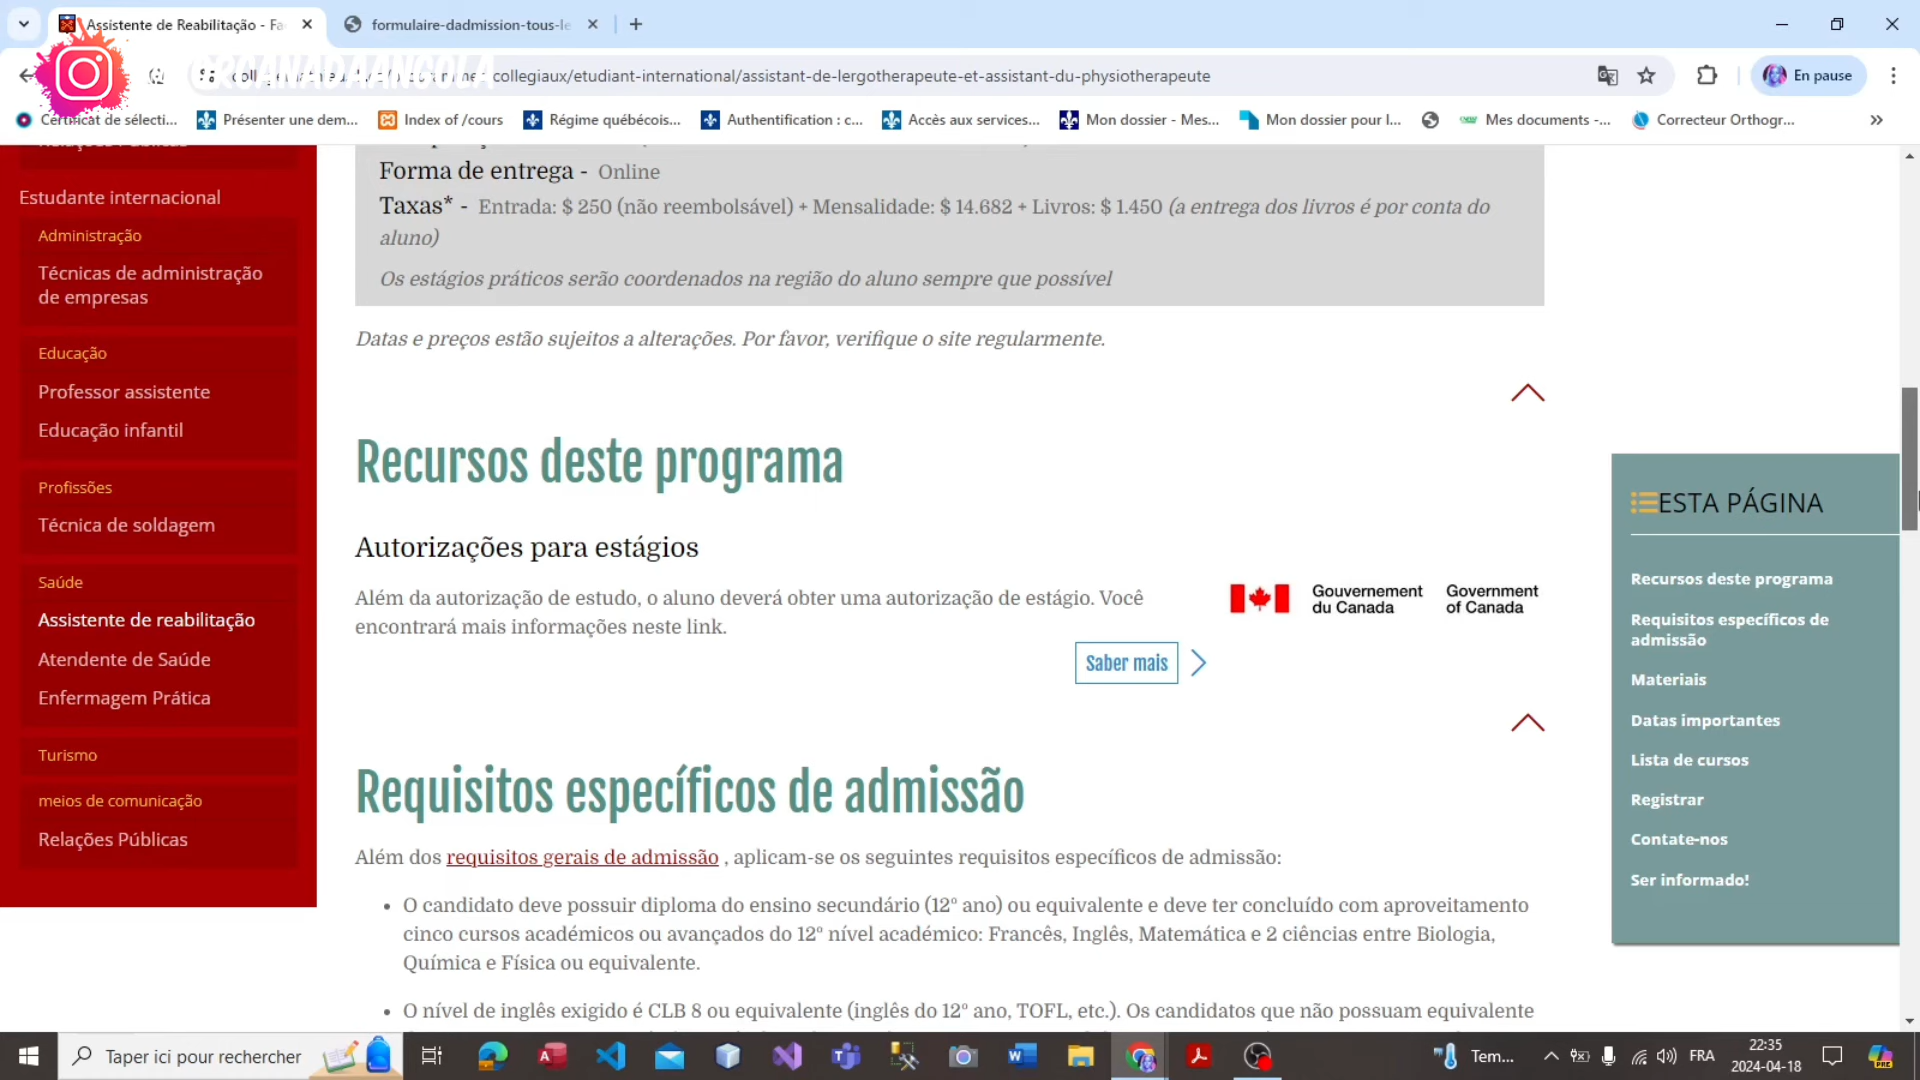 Assistente de Reabilitação - Fa
formulaire-dadmission-tous-le
@RCANADAANGOLA
collegiaux/etudiant-international/assistant-de-lergotherapeute-et-assistant-du-physiotherapeute
En pause
Certificat de sélecti...
Présenter une dem...
Index of /cours
Régime québécois...
Authentification : c...
Accès aux services...
Mon dossier - Mes...
Mon dossier pour l...
Mes documents -...
Correcteur Orthogr...
Relações Públicas
Estudante internacional
Administração
Técnicas de administração
de empresas
Educação
Professor assistente
Educação infantil
Profissões
Técnica de soldagem
Saúde
Assistente de reabilitação
Atendente de Saúde
Enfermagem Prática
Turismo
meios de comunicação
Relações Públicas
Forma de entrega - Online
Taxas* - Entrada: $ 250 (não reembolsável) + Mensalidade: $ 14.682 + Livros: $ 1.450 (a entrega dos livros é por conta do
aluno)
Os estágios práticos serão coordenados na região do aluno sempre que possível
Datas e preços estão sujeitos a alterações. Por favor, verifique o site regularmente.
Recursos deste programa
Autorizações para estágios
Além da autorização de estudo, o aluno deverá obter uma autorização de estágio. Você
encontrará mais informações neste link.
Gouvernement
du Canada
Government
of Canada
Saber mais
Requisitos específicos de admissão
Além dos requisitos gerais de admissão , aplicam-se os seguintes requisitos específicos de admissão:
• O candidato deve possuir diploma do ensino secundário (12º ano) ou equivalente e deve ter concluído com aproveitamento
cinco cursos académicos ou avançados do 12º nível académico: Francês, Inglês, Matemática e 2 ciências entre Biologia,
Química e Física ou equivalente.
• O nível de inglês exigido é CLB 8 ou equivalente (inglês do 12º ano, TOFL, etc.). Os candidatos que não possuam equivalente
ESTA PÁGINA
Recursos deste programa
Requisitos específicos de
admissão
Materiais
Datas importantes
Lista de cursos
Registrar
Contate-nos
Ser informado!
Taper ici pour rechercher
Tem...
FRA
22:35
2024-04-18